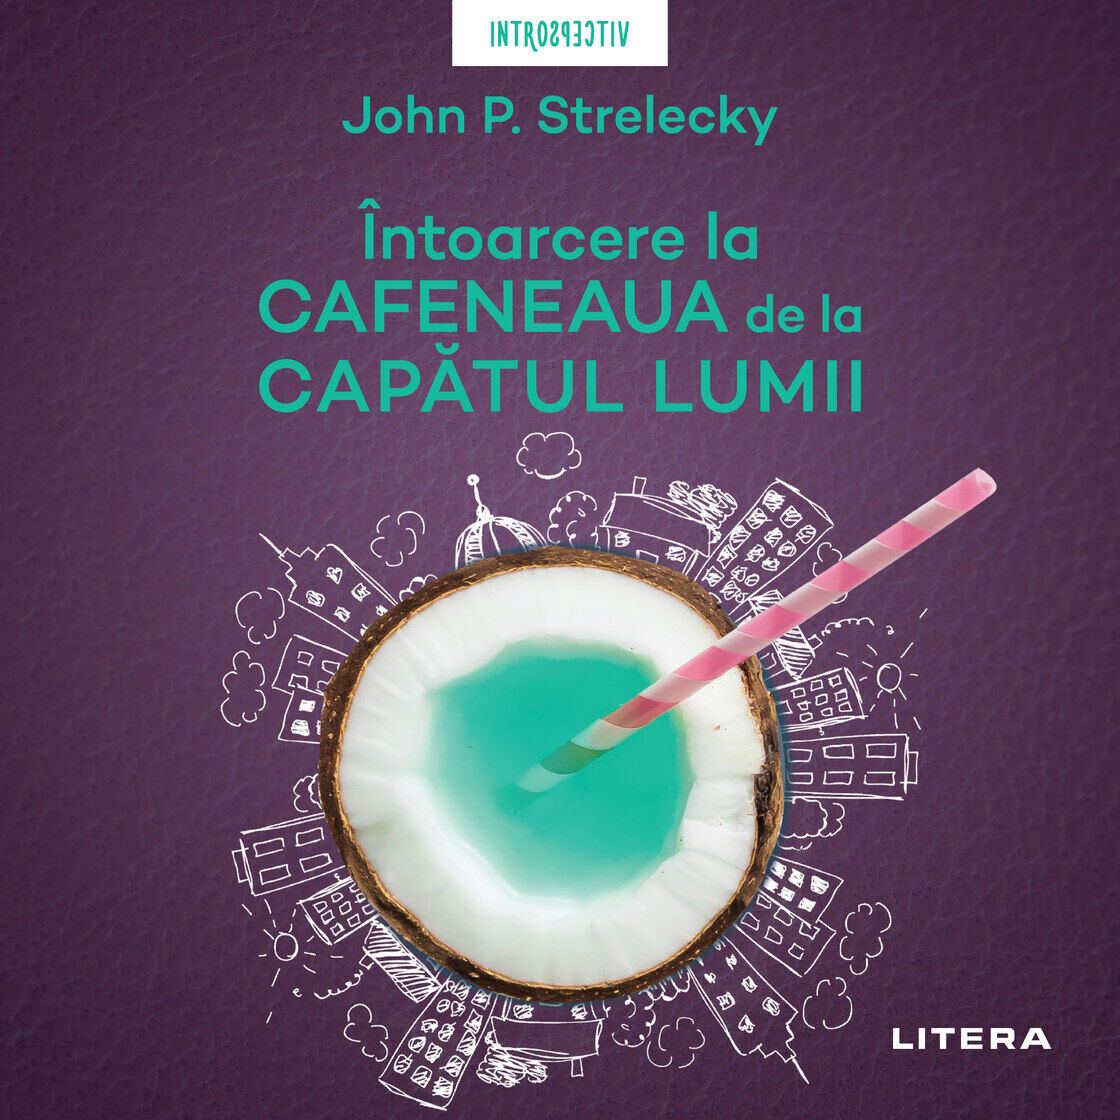 INTROSPECTIV
John P. Strelecky
Întoarcere la
CAFENEAUA de la
CAPĂTUL LUMII
LITERA